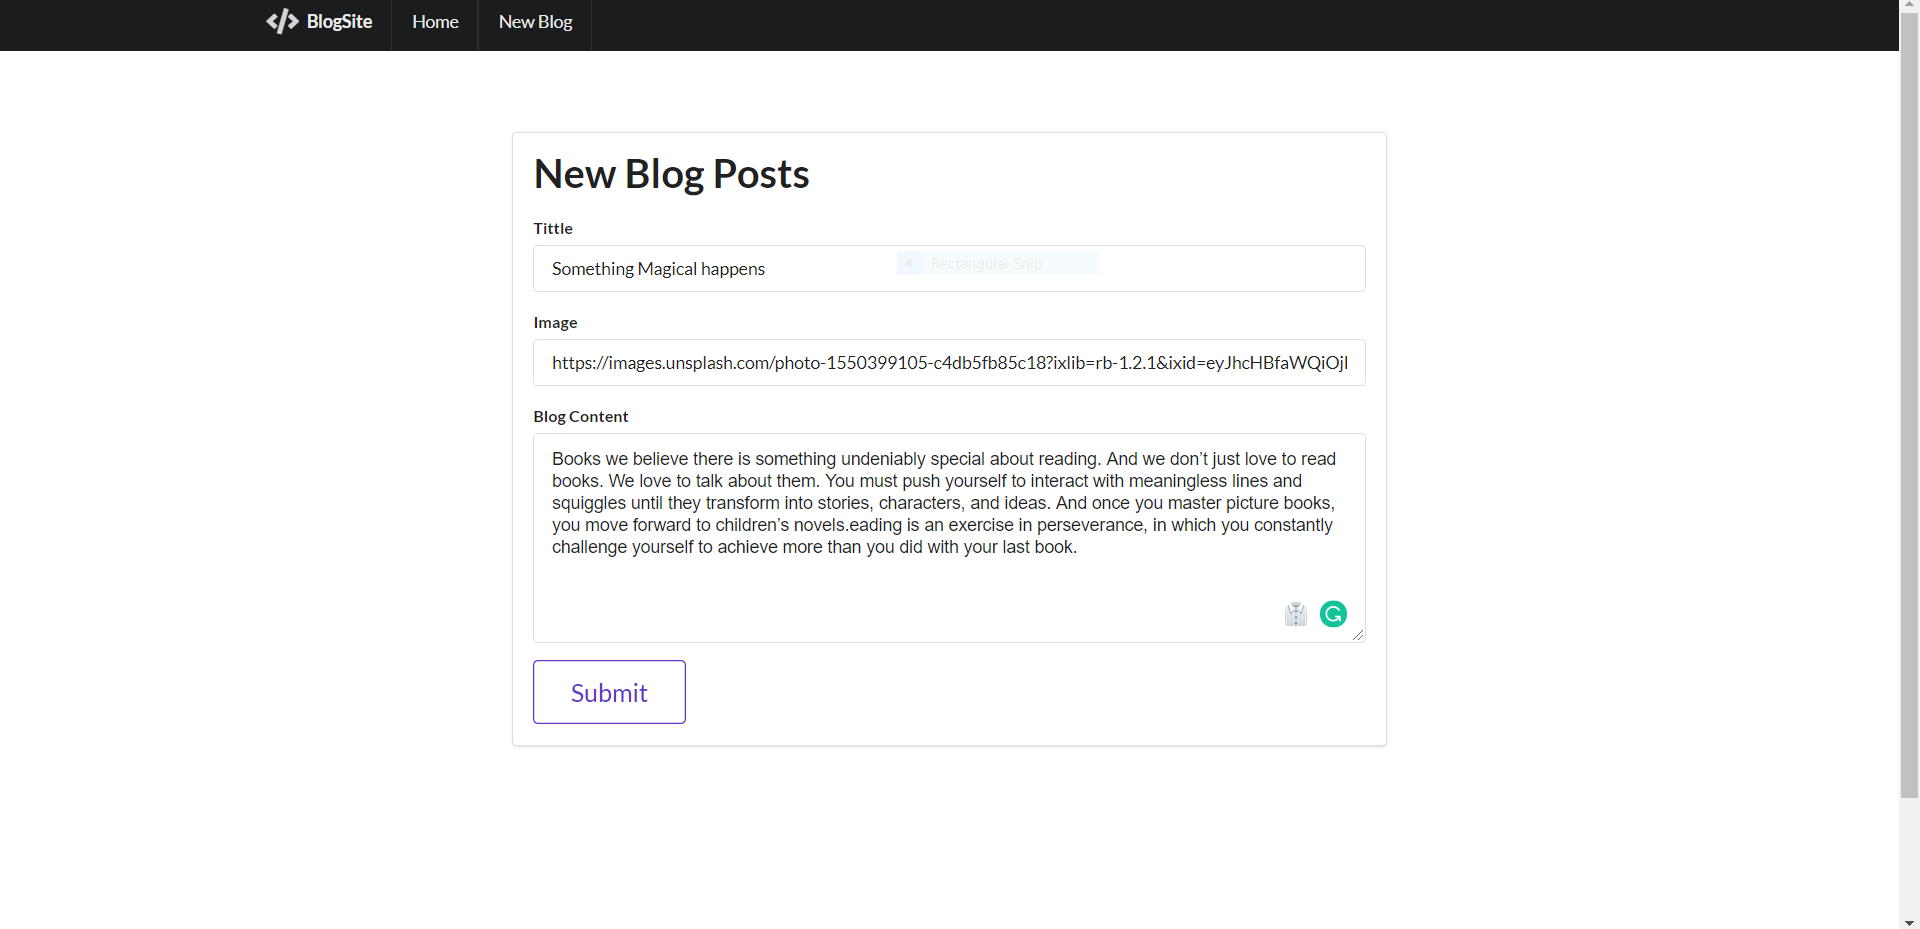 BlogSite
Home
New Blog
New Blog Posts
Tittle
Something Magical happens
Rectangular Snip
Image
https://images.unsplash.com/photo-1550399105-c4db5fb85c18?ixlib=rb-1.2.1&ixid=eyJhcHBfaWQiOjI
Blog Content
Books we believe there is something undeniably special about reading. And we don’t just love to read
books. We love to talk about them. You must push yourself to interact with meaningless lines and
squiggles until they transform into stories, characters, and ideas. And once you master picture books,
you move forward to children’s novels.eading is an exercise in perseverance, in which you constantly
challenge yourself to achieve more than you did with your last book.
Submit